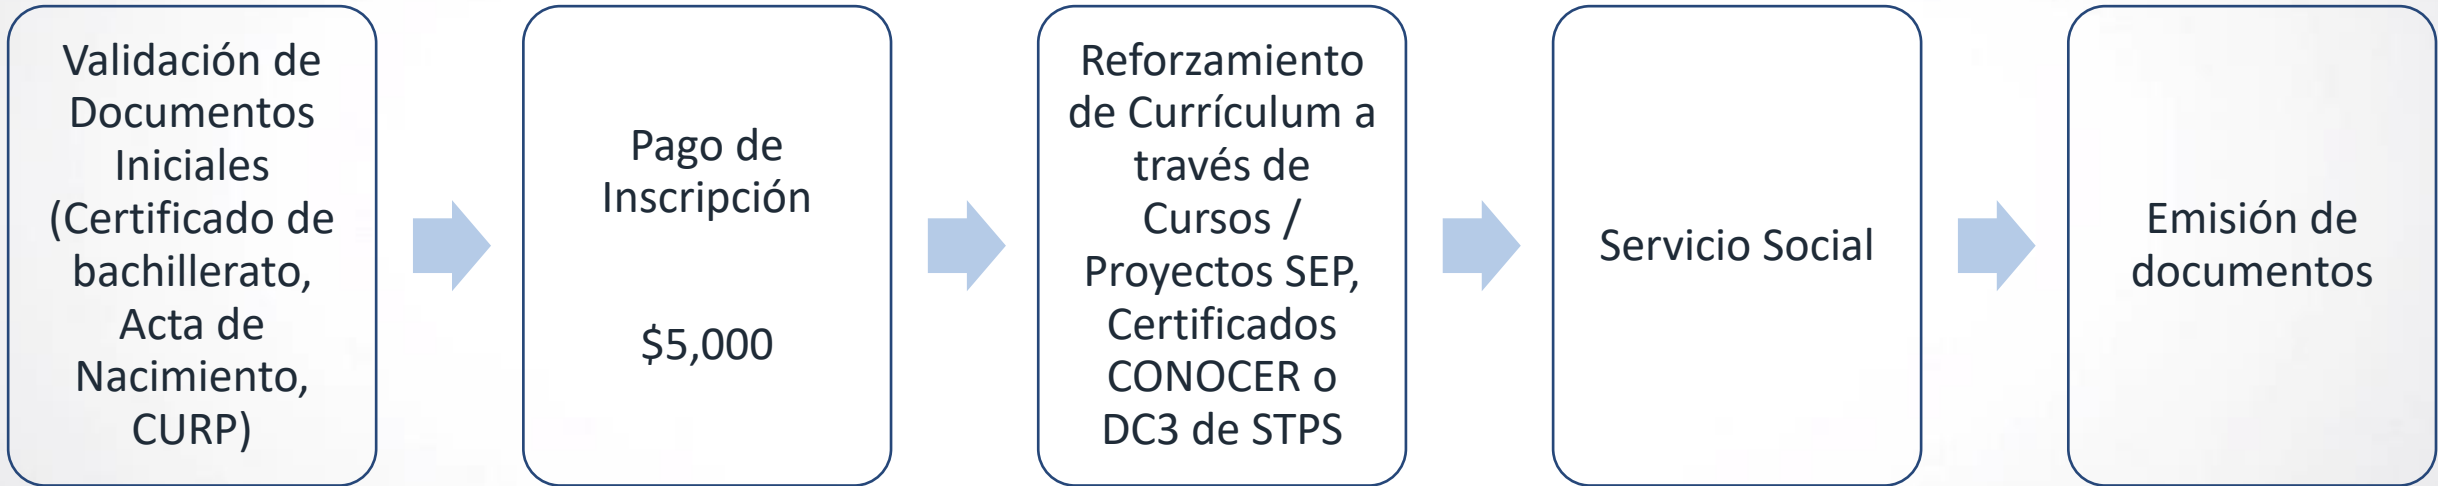 Validación de
Documentos
Iniciales
(Certificado de
bachillerato,
Acta de
Nacimiento,
CURP)
Pago de
Inscripción
$5,000
Reforzamiento
de Currículum a
través de
Cursos /
Proyectos SEP,
Certificados
CONOCER o
DC3 de STPS
Servicio Social
Emisión de
documentos